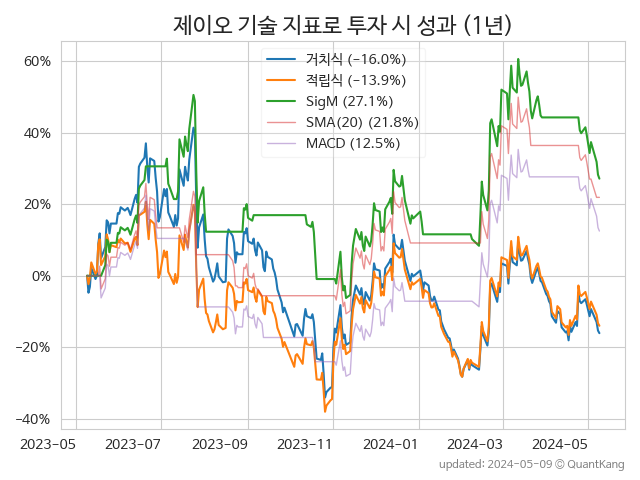 제이오 기술 지표로 투자 시 성과 (1년)
거치식 (−16.0%)
적립식 (−13.9%)
SigM (27.1%)
SMA(20) (21.8%)
MACD (12.5%)
60%
40%
20%
0%
−20%
−40%
2023-05 2023-07 2023-09 2023-11 2024-01 2024-03 2024-05
updated: 2024-05-09 ⓒ QuantKang